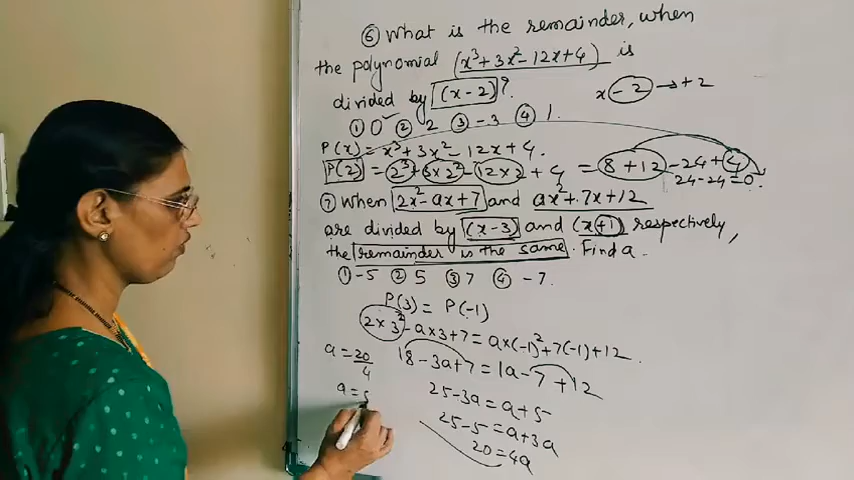 ⑥ What is the remainder, when
the polynomial (x³+3x²-12x+4) is
divided by (x-2)?
x-2→+2
① 0 ✓ ② 2 ③ -3 ④ 1.
P(x)=x³+3x²-12x+4.
P(2)=2³+3x2²-12x2+4 = 8+12-24+4
24-24=0.
⑦ When 2x²-ax+7 and ax²+7x+12
are divided by (x-3) and (x+1) respectively,
the remainder is the same. Find a.
① -5 ② 5 ③ 7 ④ -7.
P(3) = P(-1)
2x3²-ax3+7=ax(-1)²+7(-1)+12
18-3a+7=1a-7+12
25-3a=a+5
25-5=a+3a
20=4a
a=20/4
a=5